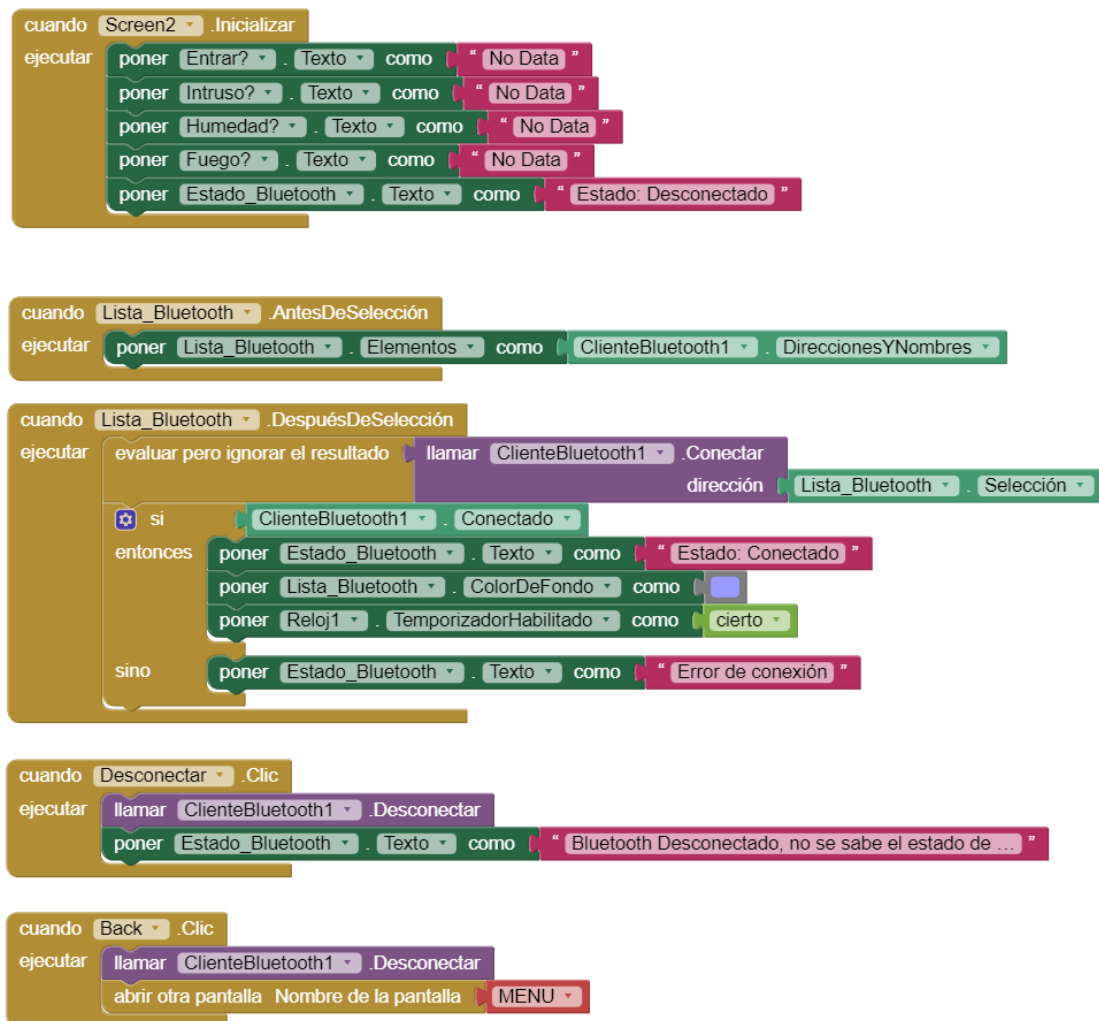 cuando Screen2 .Inicializar
ejecutar poner Entrar? . Texto como " No Data "
poner Intruso? . Texto como " No Data "
poner Humedad? . Texto como " No Data "
poner Fuego? . Texto como " No Data "
poner Estado_Bluetooth . Texto como " Estado: Desconectado "
cuando Lista_Bluetooth .AntesDeSelección
ejecutar poner Lista_Bluetooth . Elementos como ClienteBluetooth1 . DireccionesYNombres
cuando Lista_Bluetooth .DespuésDeSelección
ejecutar evaluar pero ignorar el resultado llamar ClienteBluetooth1 .Conectar
dirección Lista_Bluetooth . Selección
si ClienteBluetooth1 . Conectado
entonces poner Estado_Bluetooth . Texto como " Estado: Conectado "
poner Lista_Bluetooth . ColorDeFondo como
poner Reloj1 . TemporizadorHabilitado como cierto
sino poner Estado_Bluetooth . Texto como " Error de conexión "
cuando Desconectar .Clic
ejecutar llamar ClienteBluetooth1 .Desconectar
poner Estado_Bluetooth . Texto como " Bluetooth Desconectado, no se sabe el estado de ... "
cuando Back .Clic
ejecutar llamar ClienteBluetooth1 .Desconectar
abrir otra pantalla Nombre de la pantalla MENU